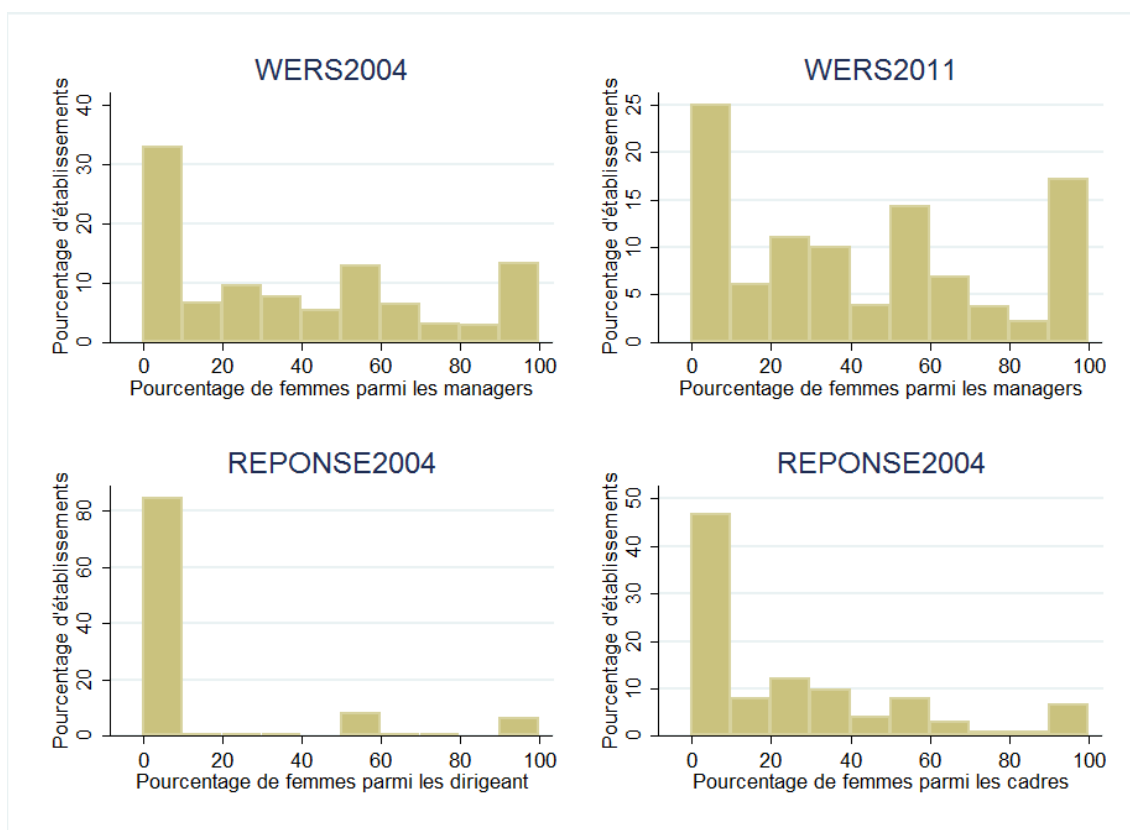 WERS2004
Pourcentage d'établissements
40
30
20
10
0
0 20 40 60 80 100
Pourcentage de femmes parmi les managers
WERS2011
Pourcentage d'établissements
25
20
15
10
5
0
0 20 40 60 80 100
Pourcentage de femmes parmi les managers
REPONSE2004
Pourcentage d'établissements
80
60
40
20
0
0 20 40 60 80 100
Pourcentage de femmes parmi les dirigeant
REPONSE2004
Pourcentage d'établissements
50
40
30
20
10
0
0 20 40 60 80 100
Pourcentage de femmes parmi les cadres